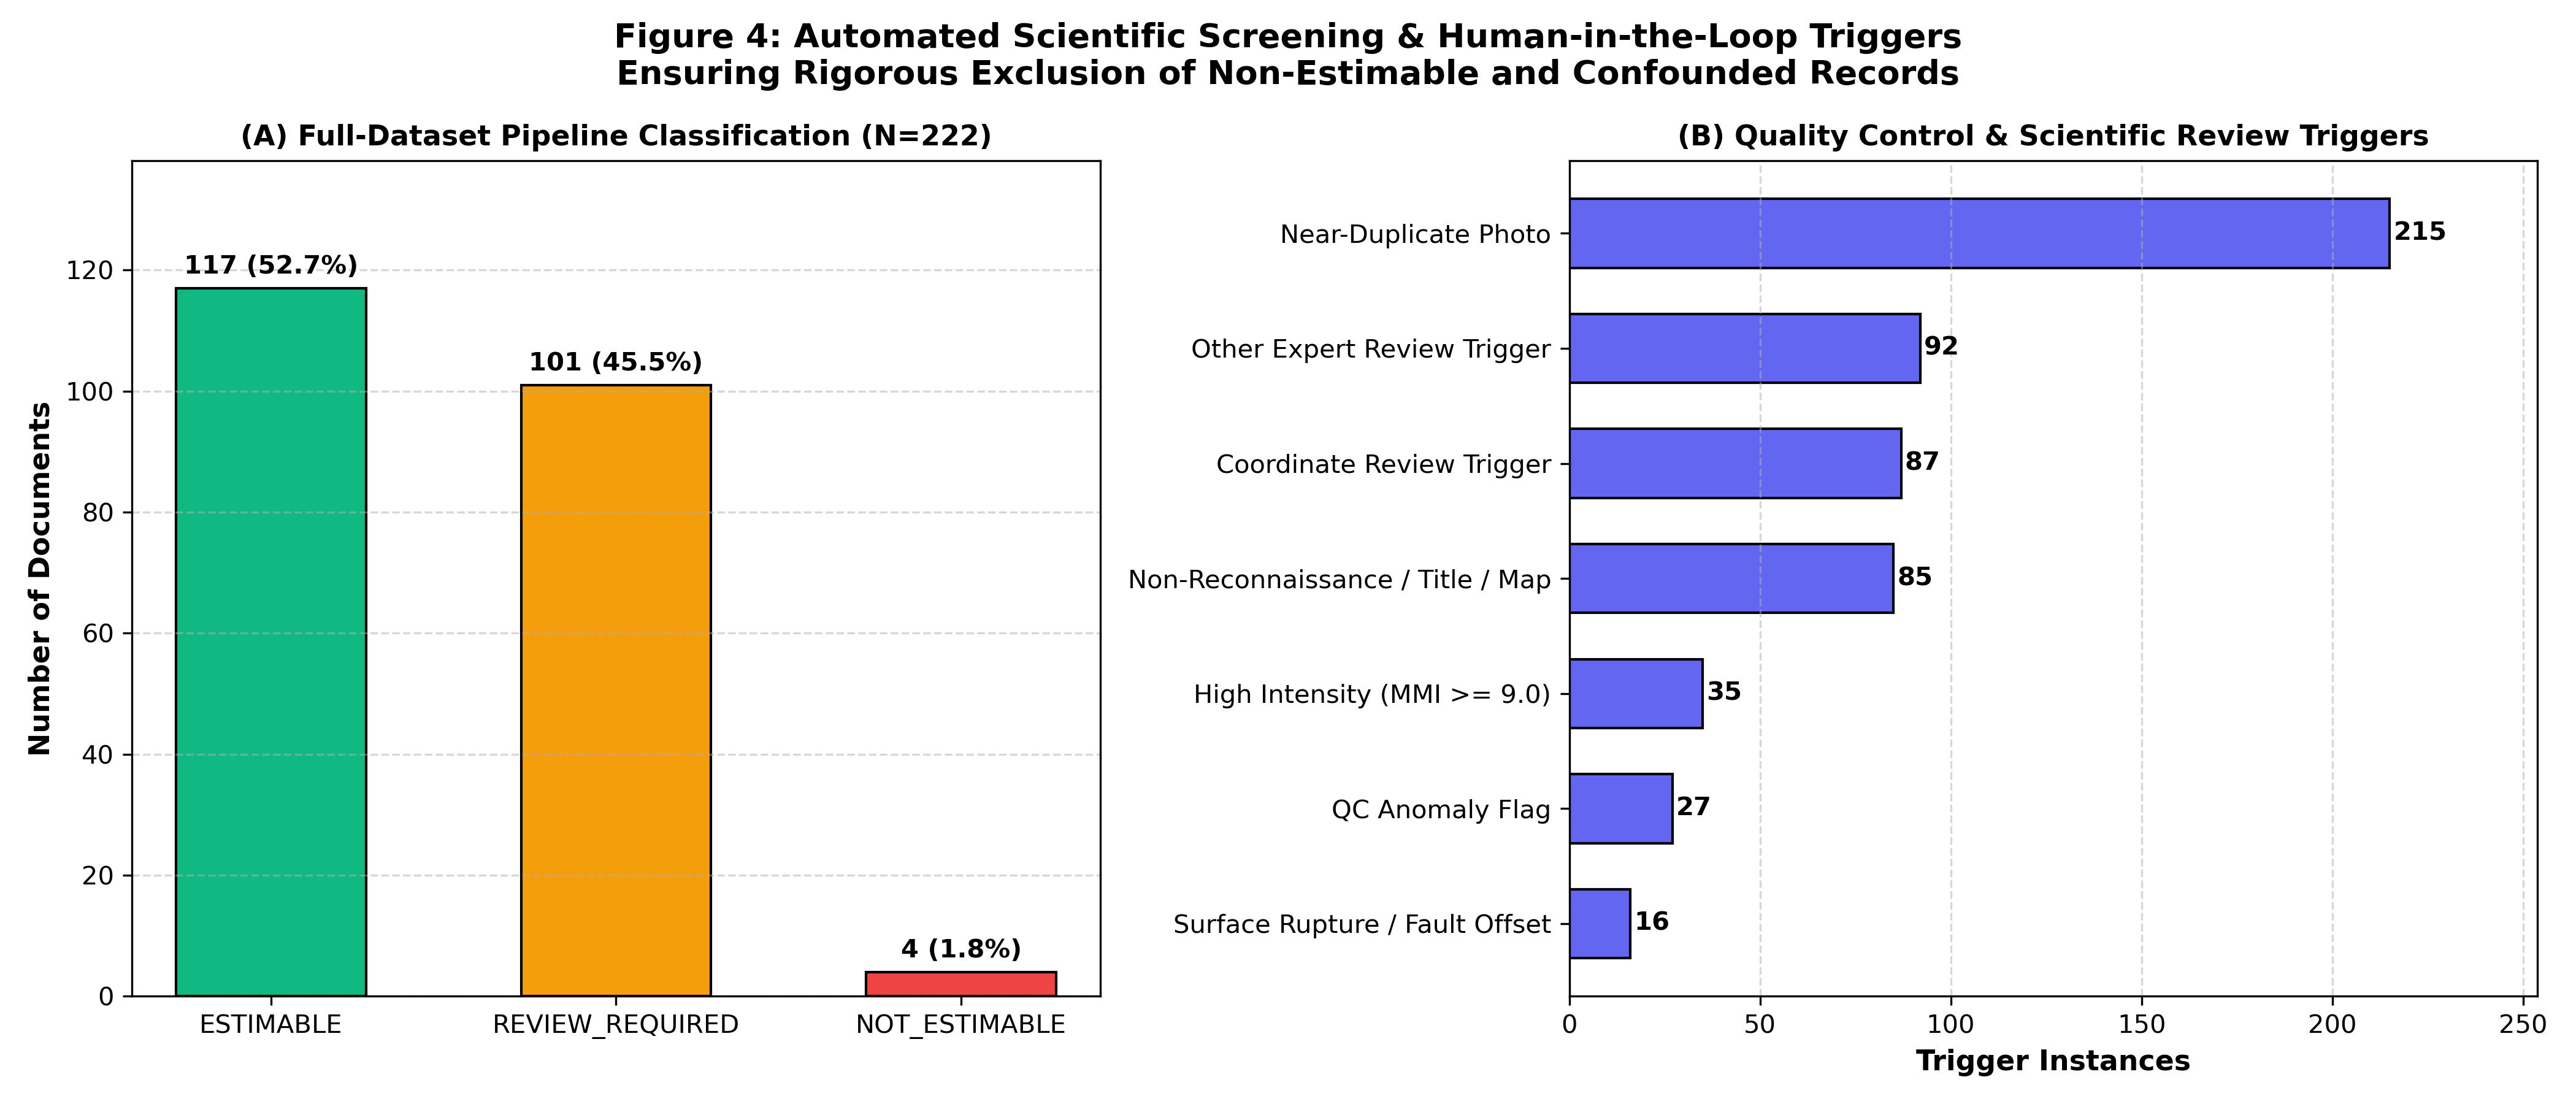 Figure 4: Automated Scientific Screening & Human-in-the-Loop Triggers
Ensuring Rigorous Exclusion of Non-Estimable and Confounded Records
(A) Full-Dataset Pipeline Classification (N=222)
Number of Documents
120
100
80
60
40
20
0
117 (52.7%)
101 (45.5%)
4 (1.8%)
ESTIMABLE
REVIEW_REQUIRED
NOT_ESTIMABLE
(B) Quality Control & Scientific Review Triggers
Near-Duplicate Photo
215
Other Expert Review Trigger
92
Coordinate Review Trigger
87
Non-Reconnaissance / Title / Map
85
High Intensity (MMI >= 9.0)
35
QC Anomaly Flag
27
Surface Rupture / Fault Offset
16
0
50
100
150
200
250
Trigger Instances